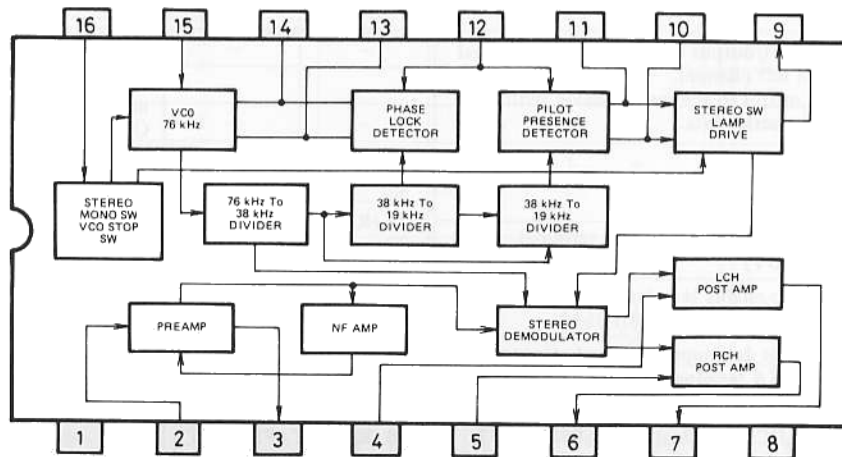 16 15 14 13 12 11 10 9
VCO
76 kHz
PHASE
LOCK
DETECTOR
PILOT
PRESENCE
DETECTOR
STEREO SW
LAMP
DRIVE
STEREO
MONO SW
VCO STOP
SW
76 kHz To
38 kHz
DIVIDER
38 kHz To
19 kHz
DIVIDER
38 kHz To
19 kHz
DIVIDER
PREAMP
NF AMP
STEREO
DEMODULATOR
LCH
POST AMP
RCH
POST AMP
1 2 3 4 5 6 7 8